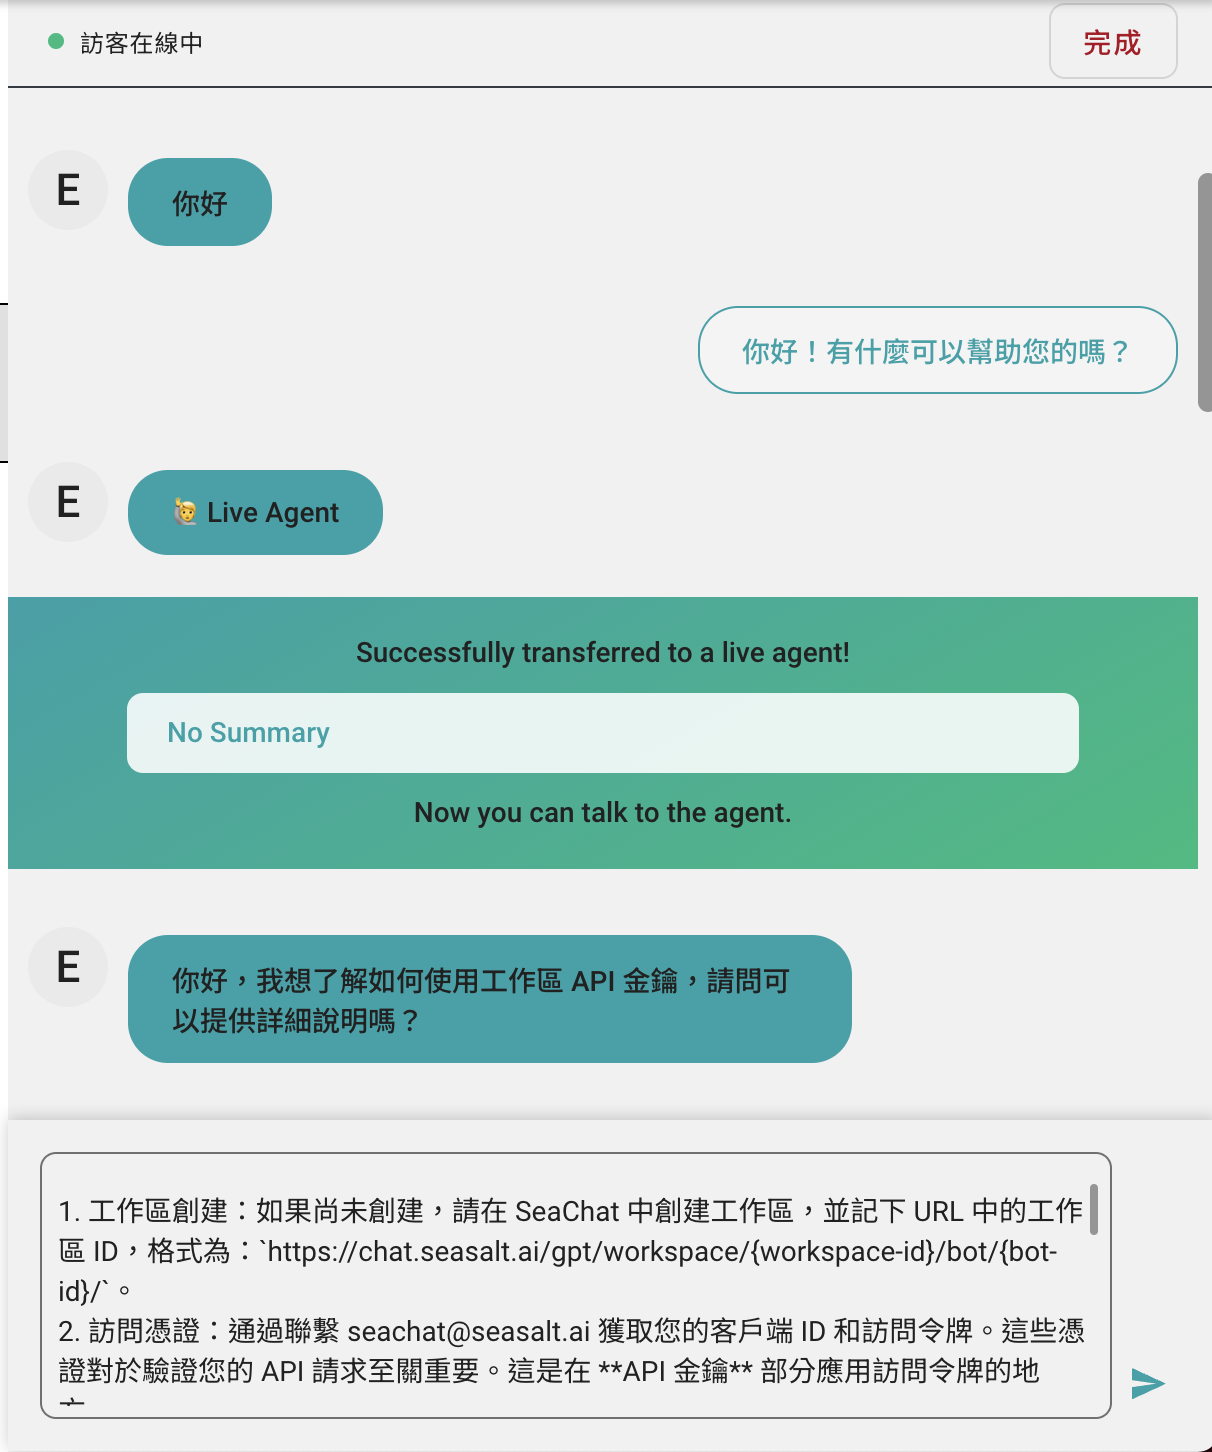 訪客在線中
完成
E
你好
你好！有什麼可以幫助您的嗎？
E
🙋 Live Agent
Successfully transferred to a live agent!
No Summary
Now you can talk to the agent.
E
你好，我想了解如何使用工作區 API 金鑰，請問可
以提供詳細說明嗎？
1. 工作區創建：如果尚未創建，請在 SeaChat 中創建工作區，並記下 URL 中的工作
區 ID，格式為：`https://chat.seasalt.ai/gpt/workspace/{workspace-id}/bot/{bot-
id}/`。
2. 訪問憑證：通過聯繫 seachat@seasalt.ai 獲取您的客戶端 ID 和訪問令牌。這些憑
證對於驗證您的 API 請求至關重要。這是在 **API 金鑰** 部分應用訪問令牌的地